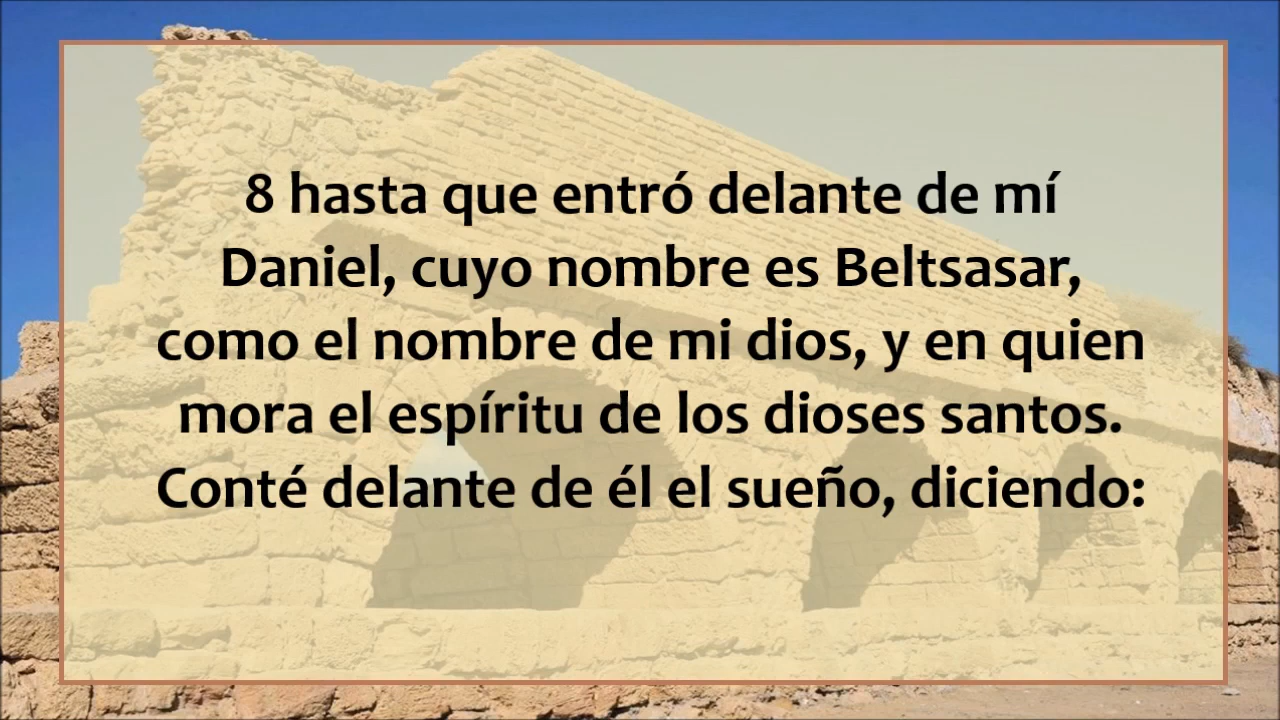 8 hasta que entró delante de mí
Daniel, cuyo nombre es Beltsasar,
como el nombre de mi dios, y en quien
mora el espíritu de los dioses santos.
Conté delante de él el sueño, diciendo: